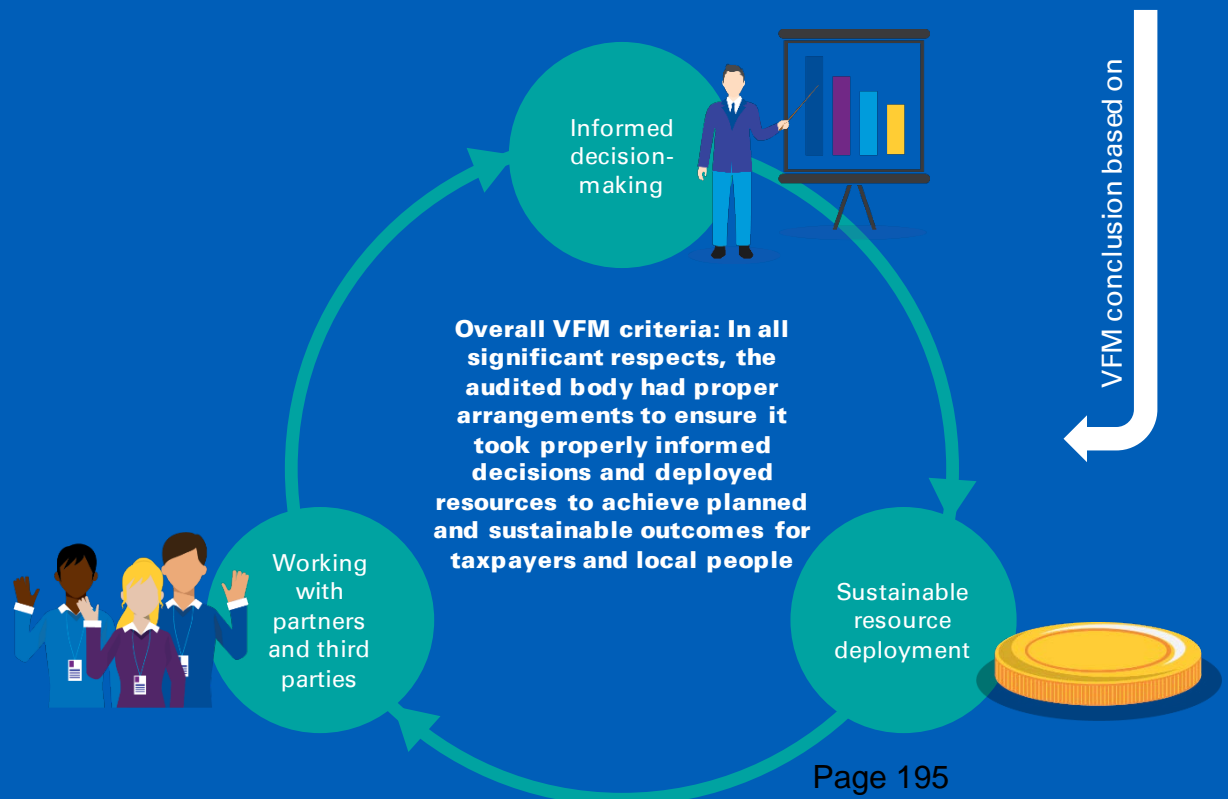 VFM conclusion based on
Informed
decision-
making
Overall VFM criteria: In all
significant respects, the
audited body had proper
arrangements to ensure it
took properly informed
decisions and deployed
resources to achieve planned
and sustainable outcomes for
taxpayers and local people
Working
with
partners
and third
parties
Sustainable
resource
deployment
Page 195